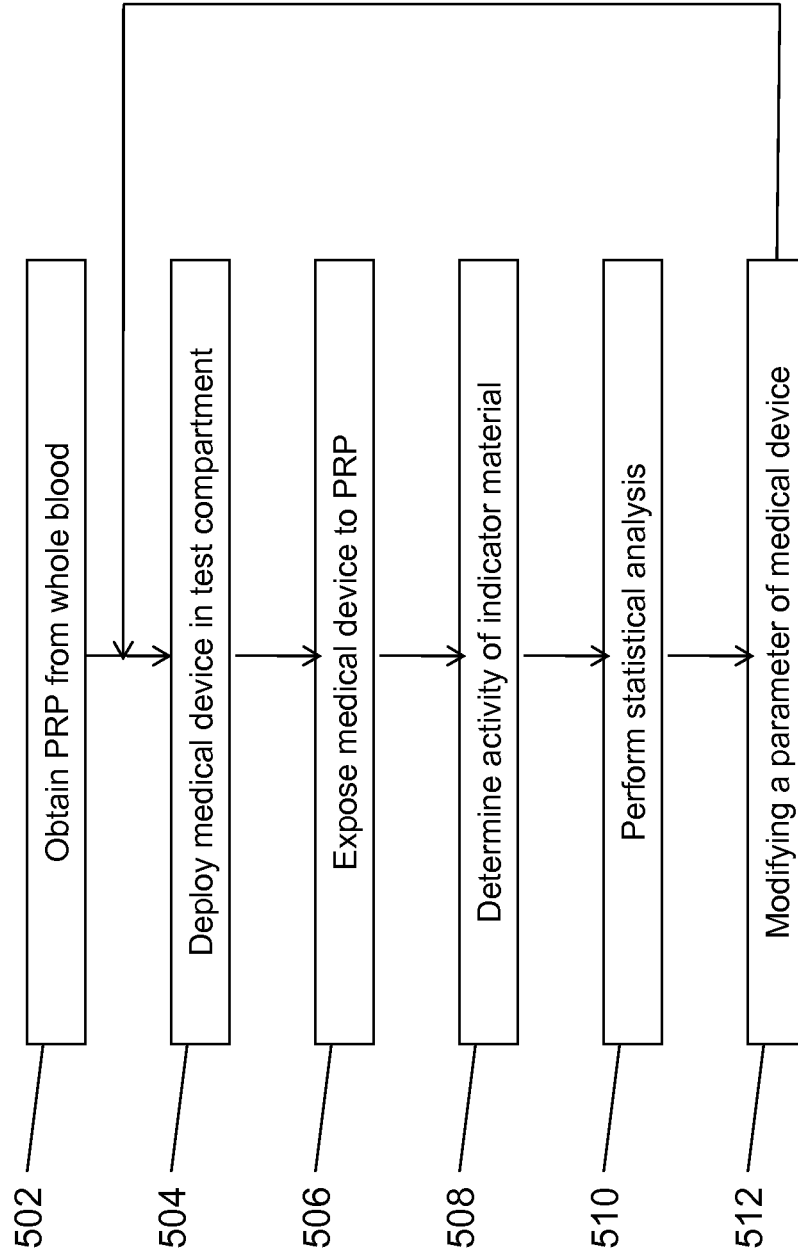 502
Obtain PRP from whole blood
504
Deploy medical device in test compartment
506
Expose medical device to PRP
508
Determine activity of indicator material
510
Perform statistical analysis
512
Modifying a parameter of medical device